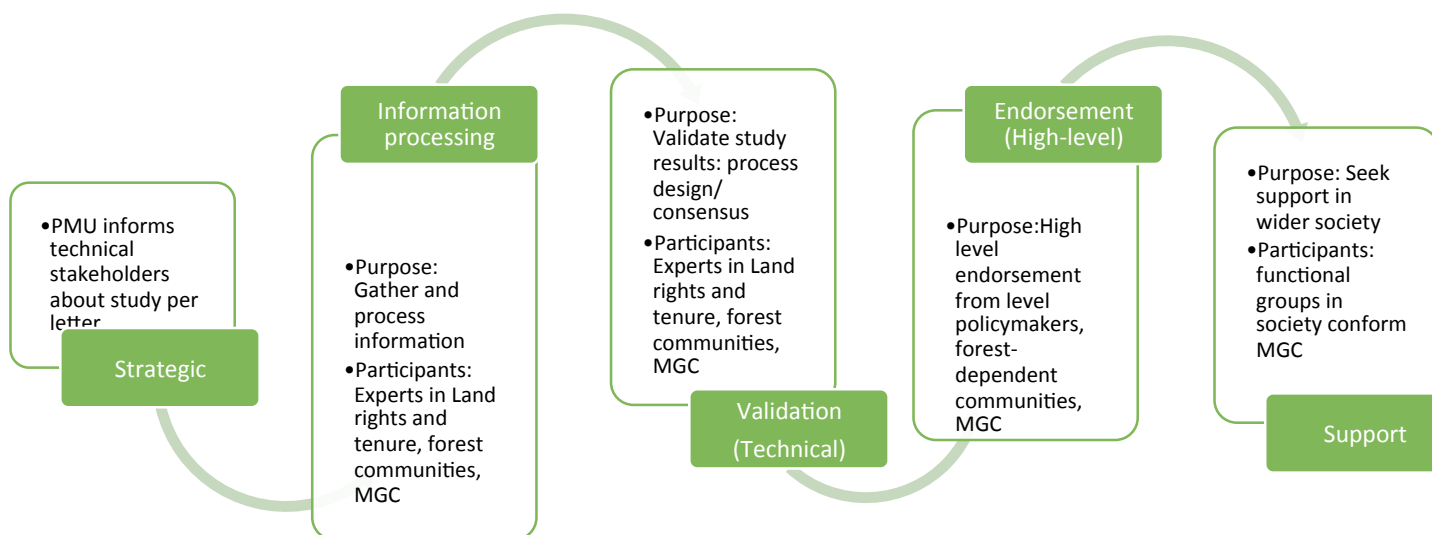 •PMU informs
technical
stakeholders
about study per
letter
Strategic
Information
processing
•Purpose:
Gather and
process
information
•Participants:
Experts in Land
rights and
tenure, forest
communities,
MGC
•Purpose:
Validate study
results: process
design/
consensus
•Participants:
Experts in Land
rights and
tenure, forest
communities,
MGC
Validation
(Technical)
Endorsement
(High-level)
•Purpose:High
level
endorsement
from level
policymakers,
forest-
dependent
communities,
MGC
•Purpose: Seek
support in
wider society
•Participants:
functional
groups in
society conform
MGC
Support